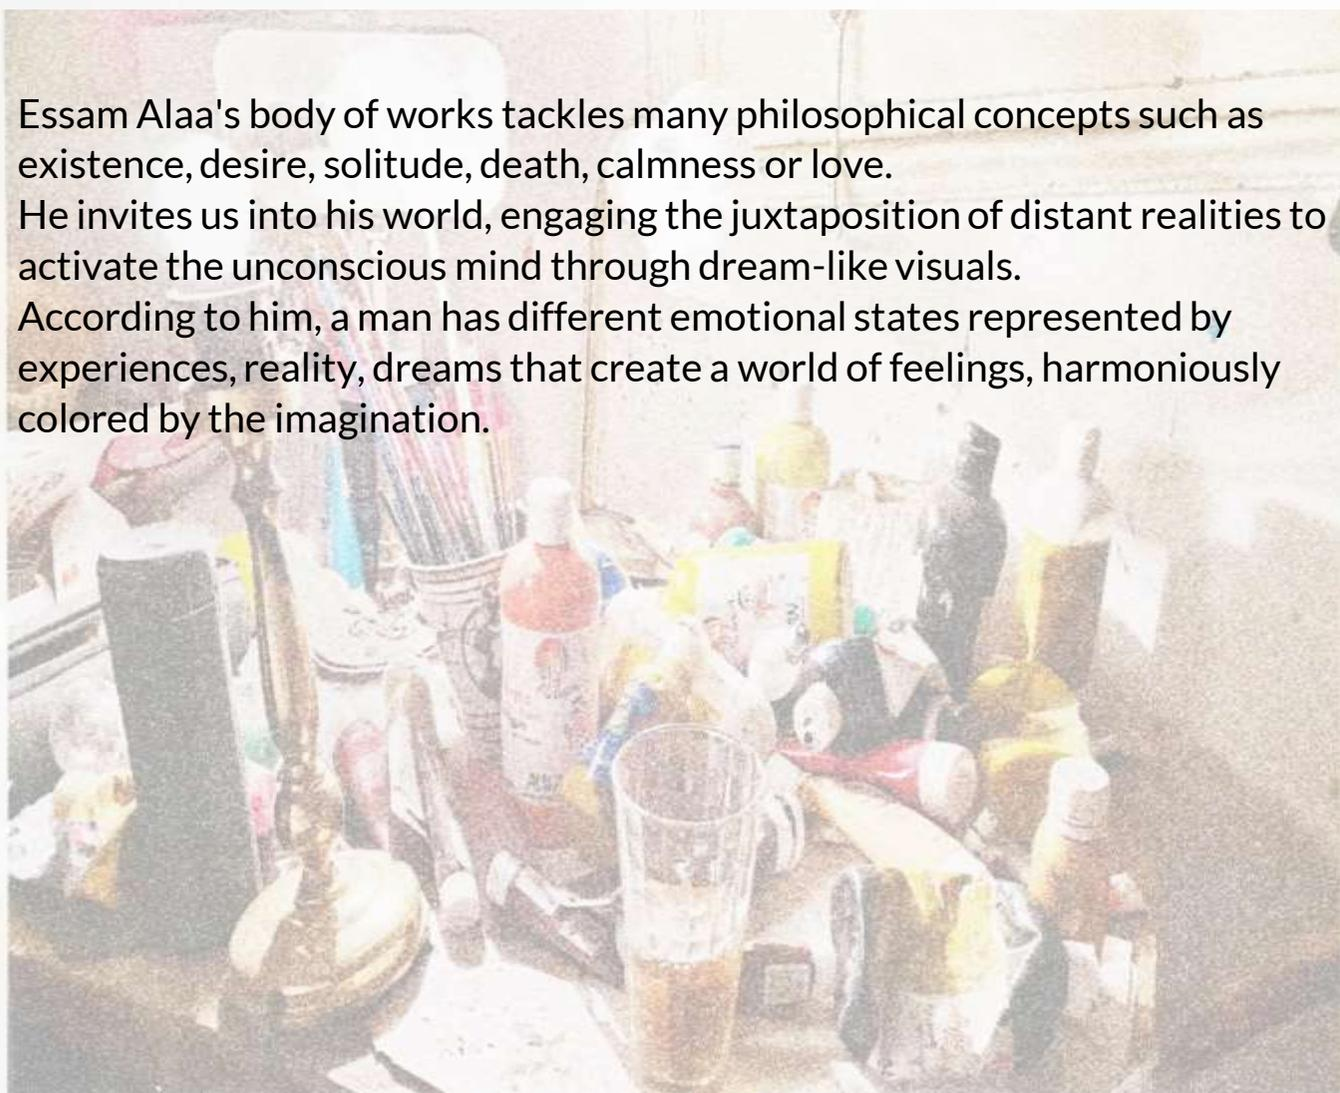 Essam Alaa's body of works tackles many philosophical concepts such as
existence, desire, solitude, death, calmness or love.
He invites us into his world, engaging the juxtaposition of distant realities to
activate the unconscious mind through dream-like visuals.
According to him, a man has different emotional states represented by
experiences, reality, dreams that create a world of feelings, harmoniously
colored by the imagination.